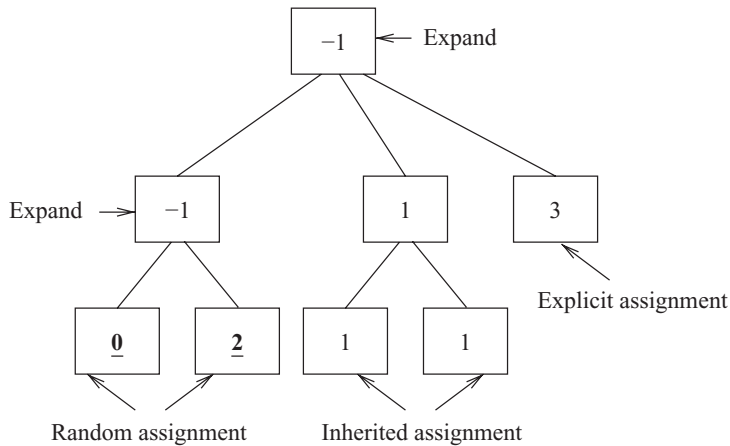 −1
Expand
Expand
−1
1
3
Explicit assignment
0
2
1
1
Random assignment
Inherited assignment